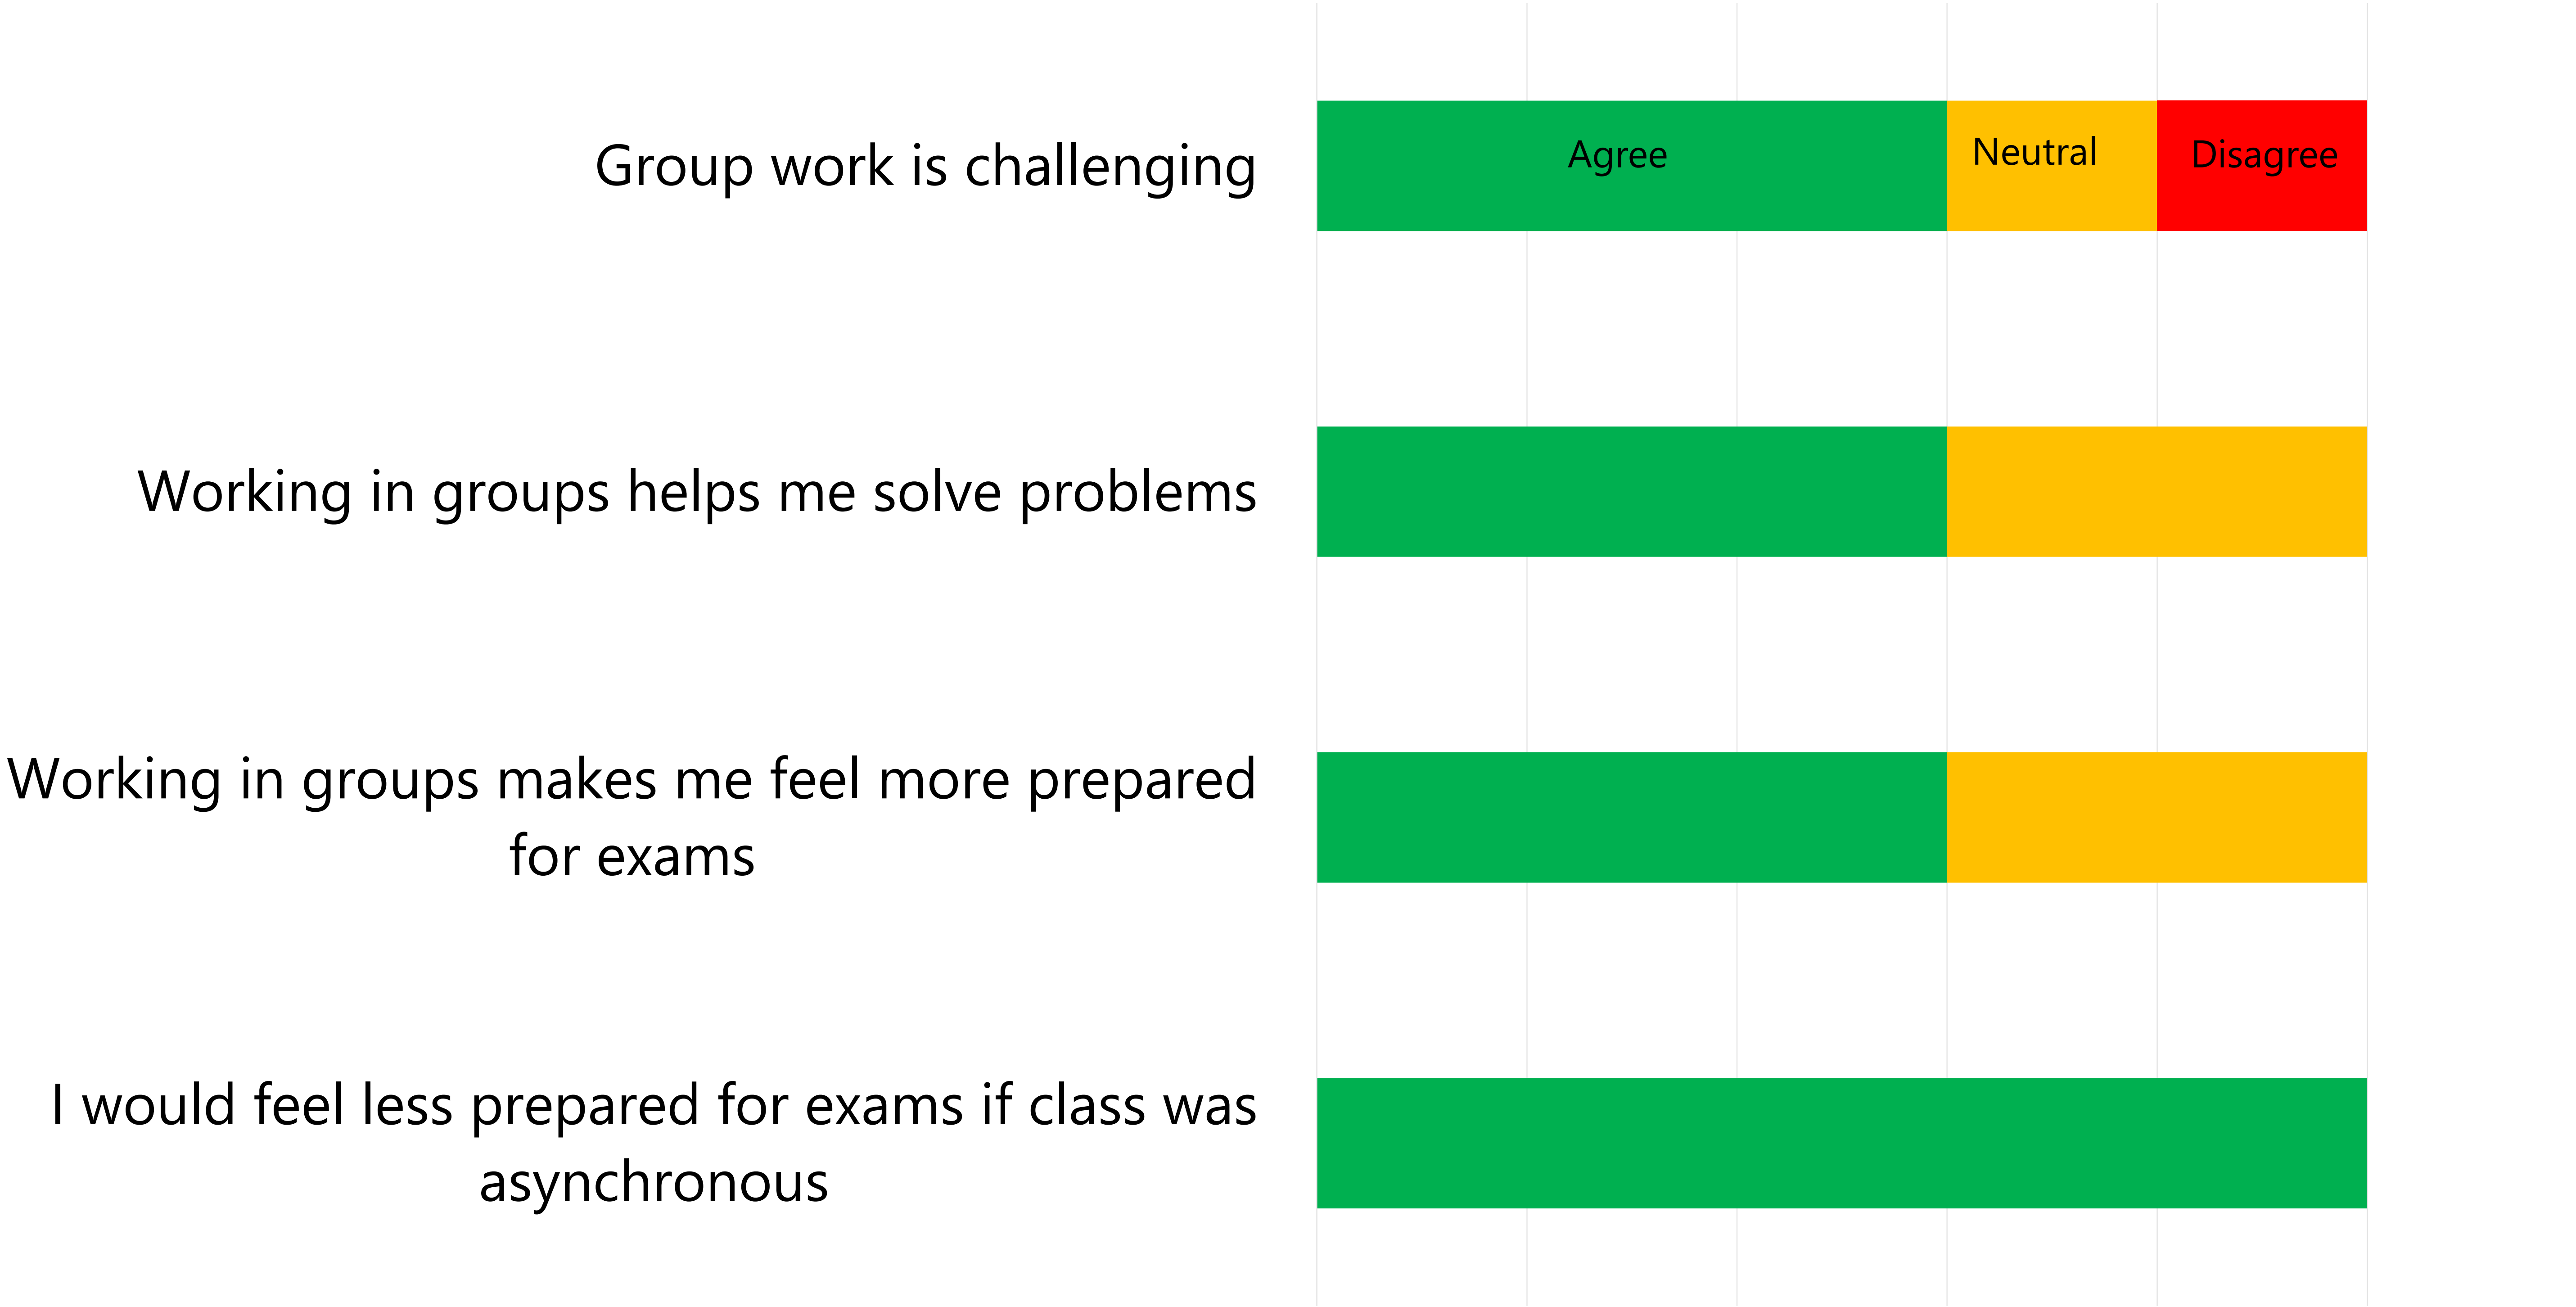 Group work is challenging
Agree
Neutral
Disagree
Working in groups helps me solve problems
Working in groups makes me feel more prepared
for exams
I would feel less prepared for exams if class was
asynchronous